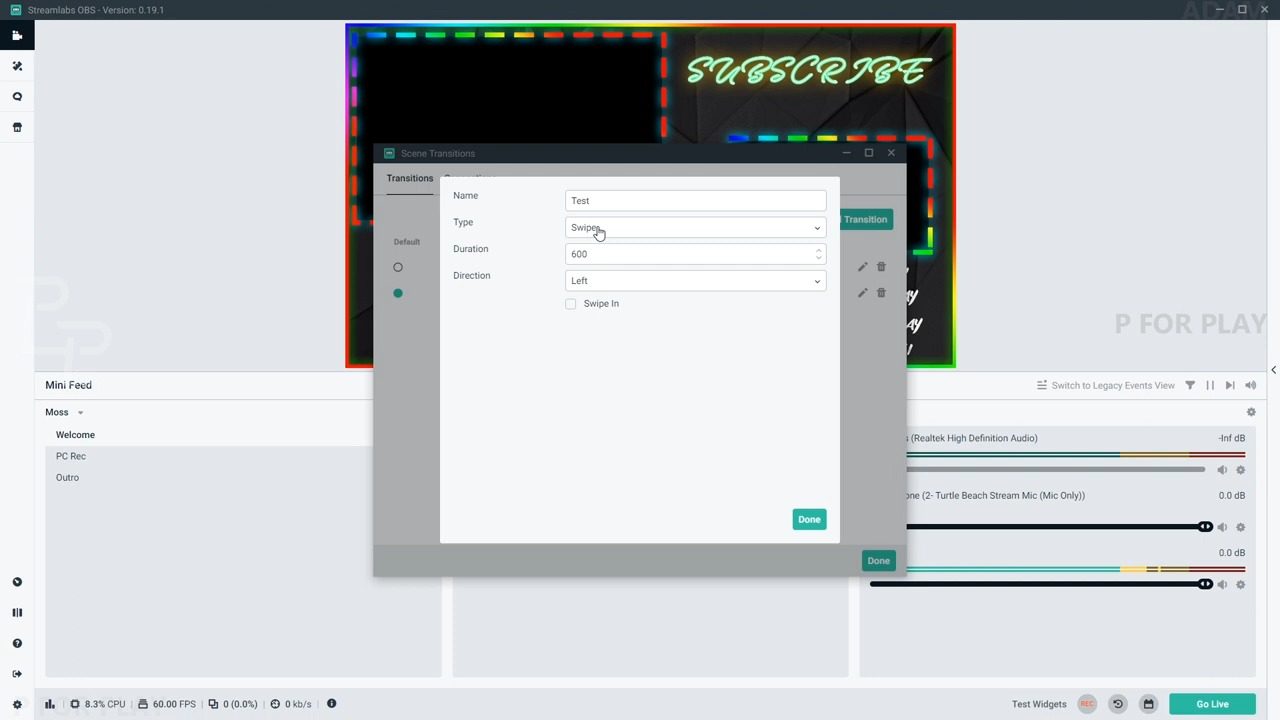 Streamlabs OBS - Version: 0.19.1
ADAM
SUBSCRIBE
Scene Transitions
Transitions
Transition
Default
Name
Test
Type
Swipe
Duration
600
Direction
Left
Swipe In
Done
Done
P FOR PLAY
Mini Feed
Switch to Legacy Events View
Moss
Welcome
PC Rec
Outro
(Realtek High Definition Audio)
-Inf dB
(2- Turtle Beach Stream Mic (Mic Only))
0.0 dB
0.0 dB
8.3% CPU
60.00 FPS
0 (0.0%)
0 kb/s
Test Widgets
REC
Go Live